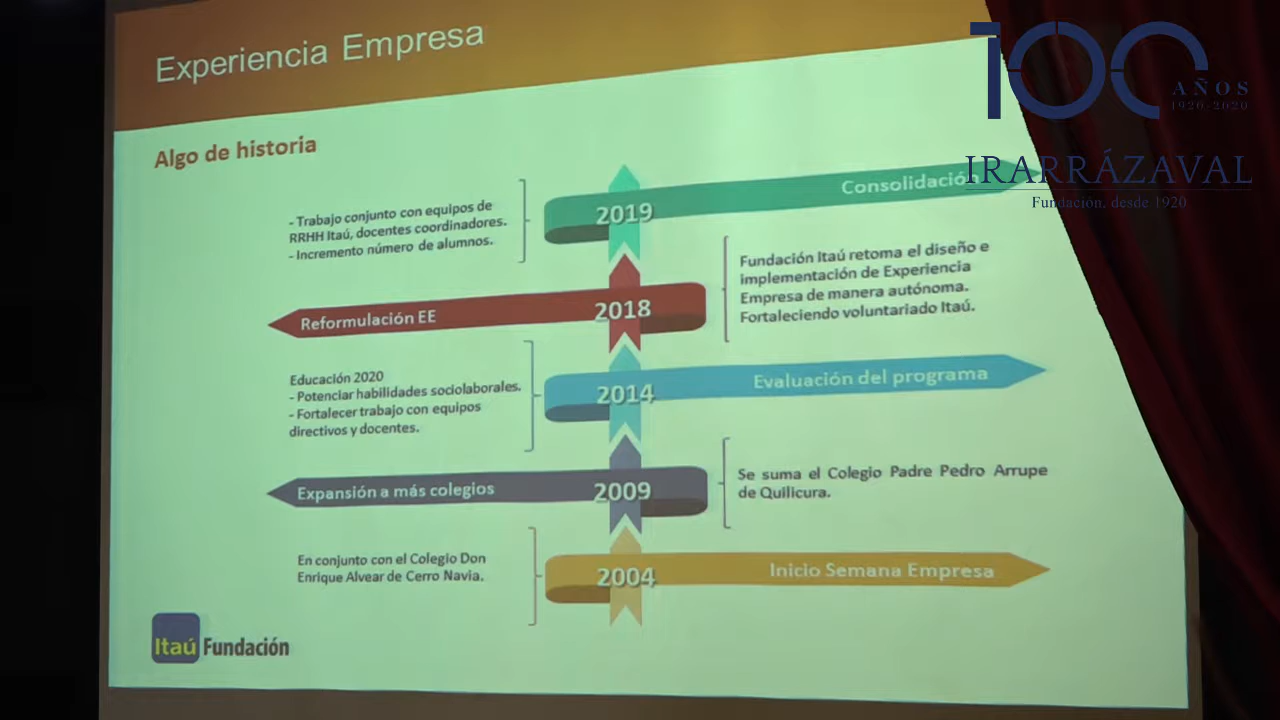 Experiencia Empresa
100
AÑOS
1920-2020
IRARRÁZAVAL
Fundación, desde 1920
Algo de historia
Consolidación
2019
- Trabajo conjunto con equipos de
RRHH Itaú, docentes coordinadores.
- Incremento número de alumnos.
Fundación Itaú retoma el diseño e
implementación de Experiencia
Empresa de manera autónoma.
Fortaleciendo voluntariado Itaú.
2018
Reformulación EE
Educación 2020
- Potenciar habilidades sociolaborales.
- Fortalecer trabajo con equipos
directivos y docentes.
2014
Evaluación del programa
Expansión a más colegios
2009
Se suma el Colegio Padre Pedro Arrupe
de Quilicura.
En conjunto con el Colegio Don
Enrique Alvear de Cerro Navia.
2004
Inicio Semana Empresa
Itaú Fundación